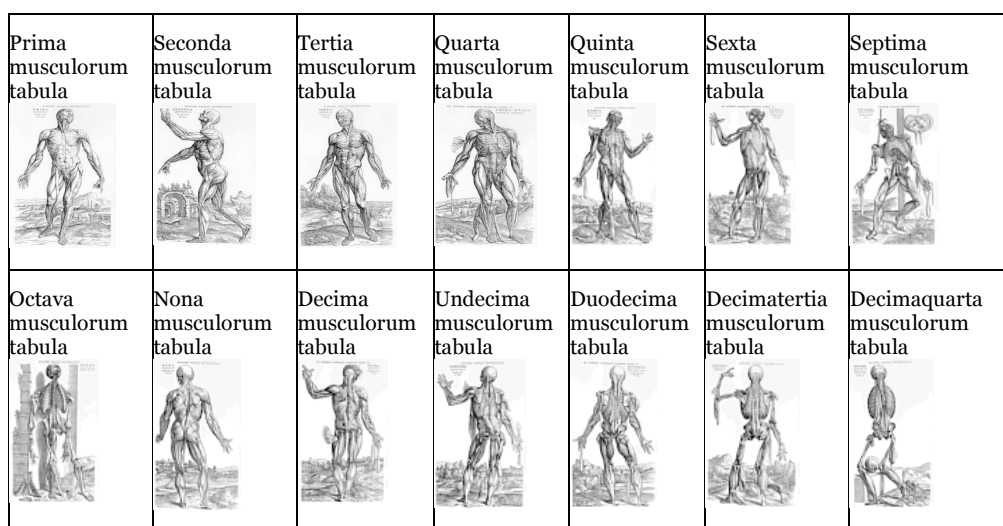 Prima
musculorum
tabula
Seconda
musculorum
tabula
Tertia
musculorum
tabula
Quarta
musculorum
tabula
Quinta
musculorum
tabula
Sexta
musculorum
tabula
Septima
musculorum
tabula
Octava
musculorum
tabula
Nona
musculorum
tabula
Decima
musculorum
tabula
Undecima
musculorum
tabula
Duodecima
musculorum
tabula
Decimatertia
musculorum
tabula
Decimaquarta
musculorum
tabula